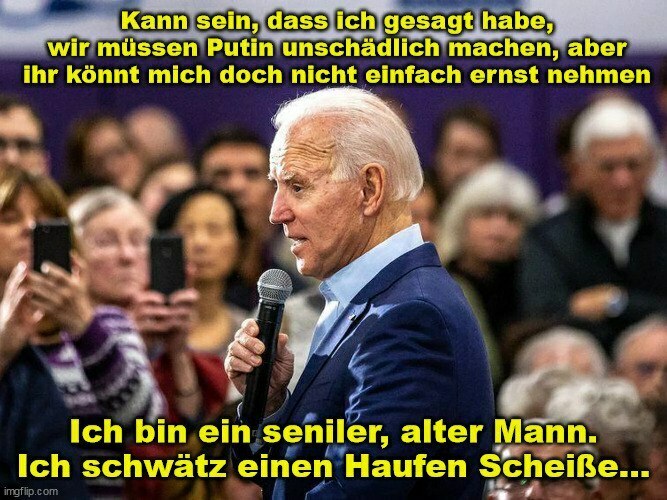 Kann sein, dass ich gesagt habe,
wir müssen Putin unschädlich machen, aber
ihr könnt mich doch nicht einfach ernst nehmen
Ich bin ein seniler, alter Mann.
Ich schwätz einen Haufen Scheiße...
imgflip.com